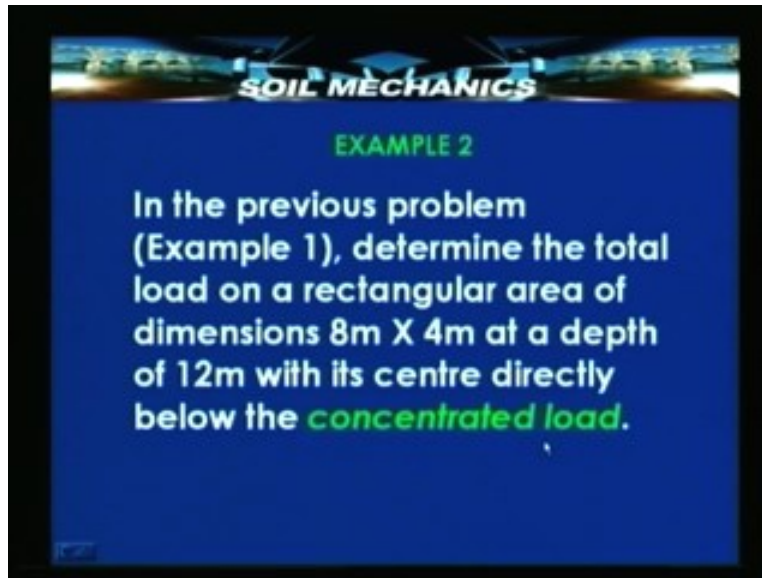 SOIL MECHANICS
EXAMPLE 2
In the previous problem
(Example 1), determine the total
load on a rectangular area of
dimensions 8m X 4m at a depth
of 12m with its centre directly
below the concentrated load.